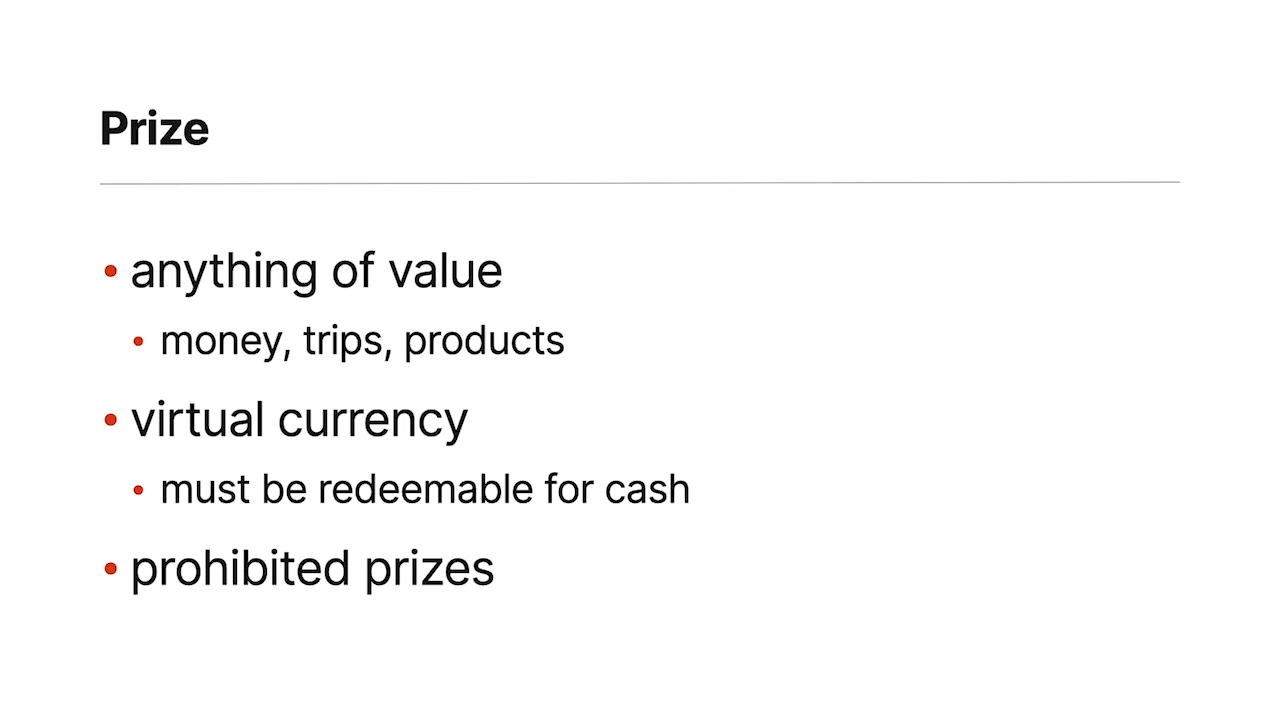 Prize
• anything of value
• money, trips, products
• virtual currency
• must be redeemable for cash
• prohibited prizes